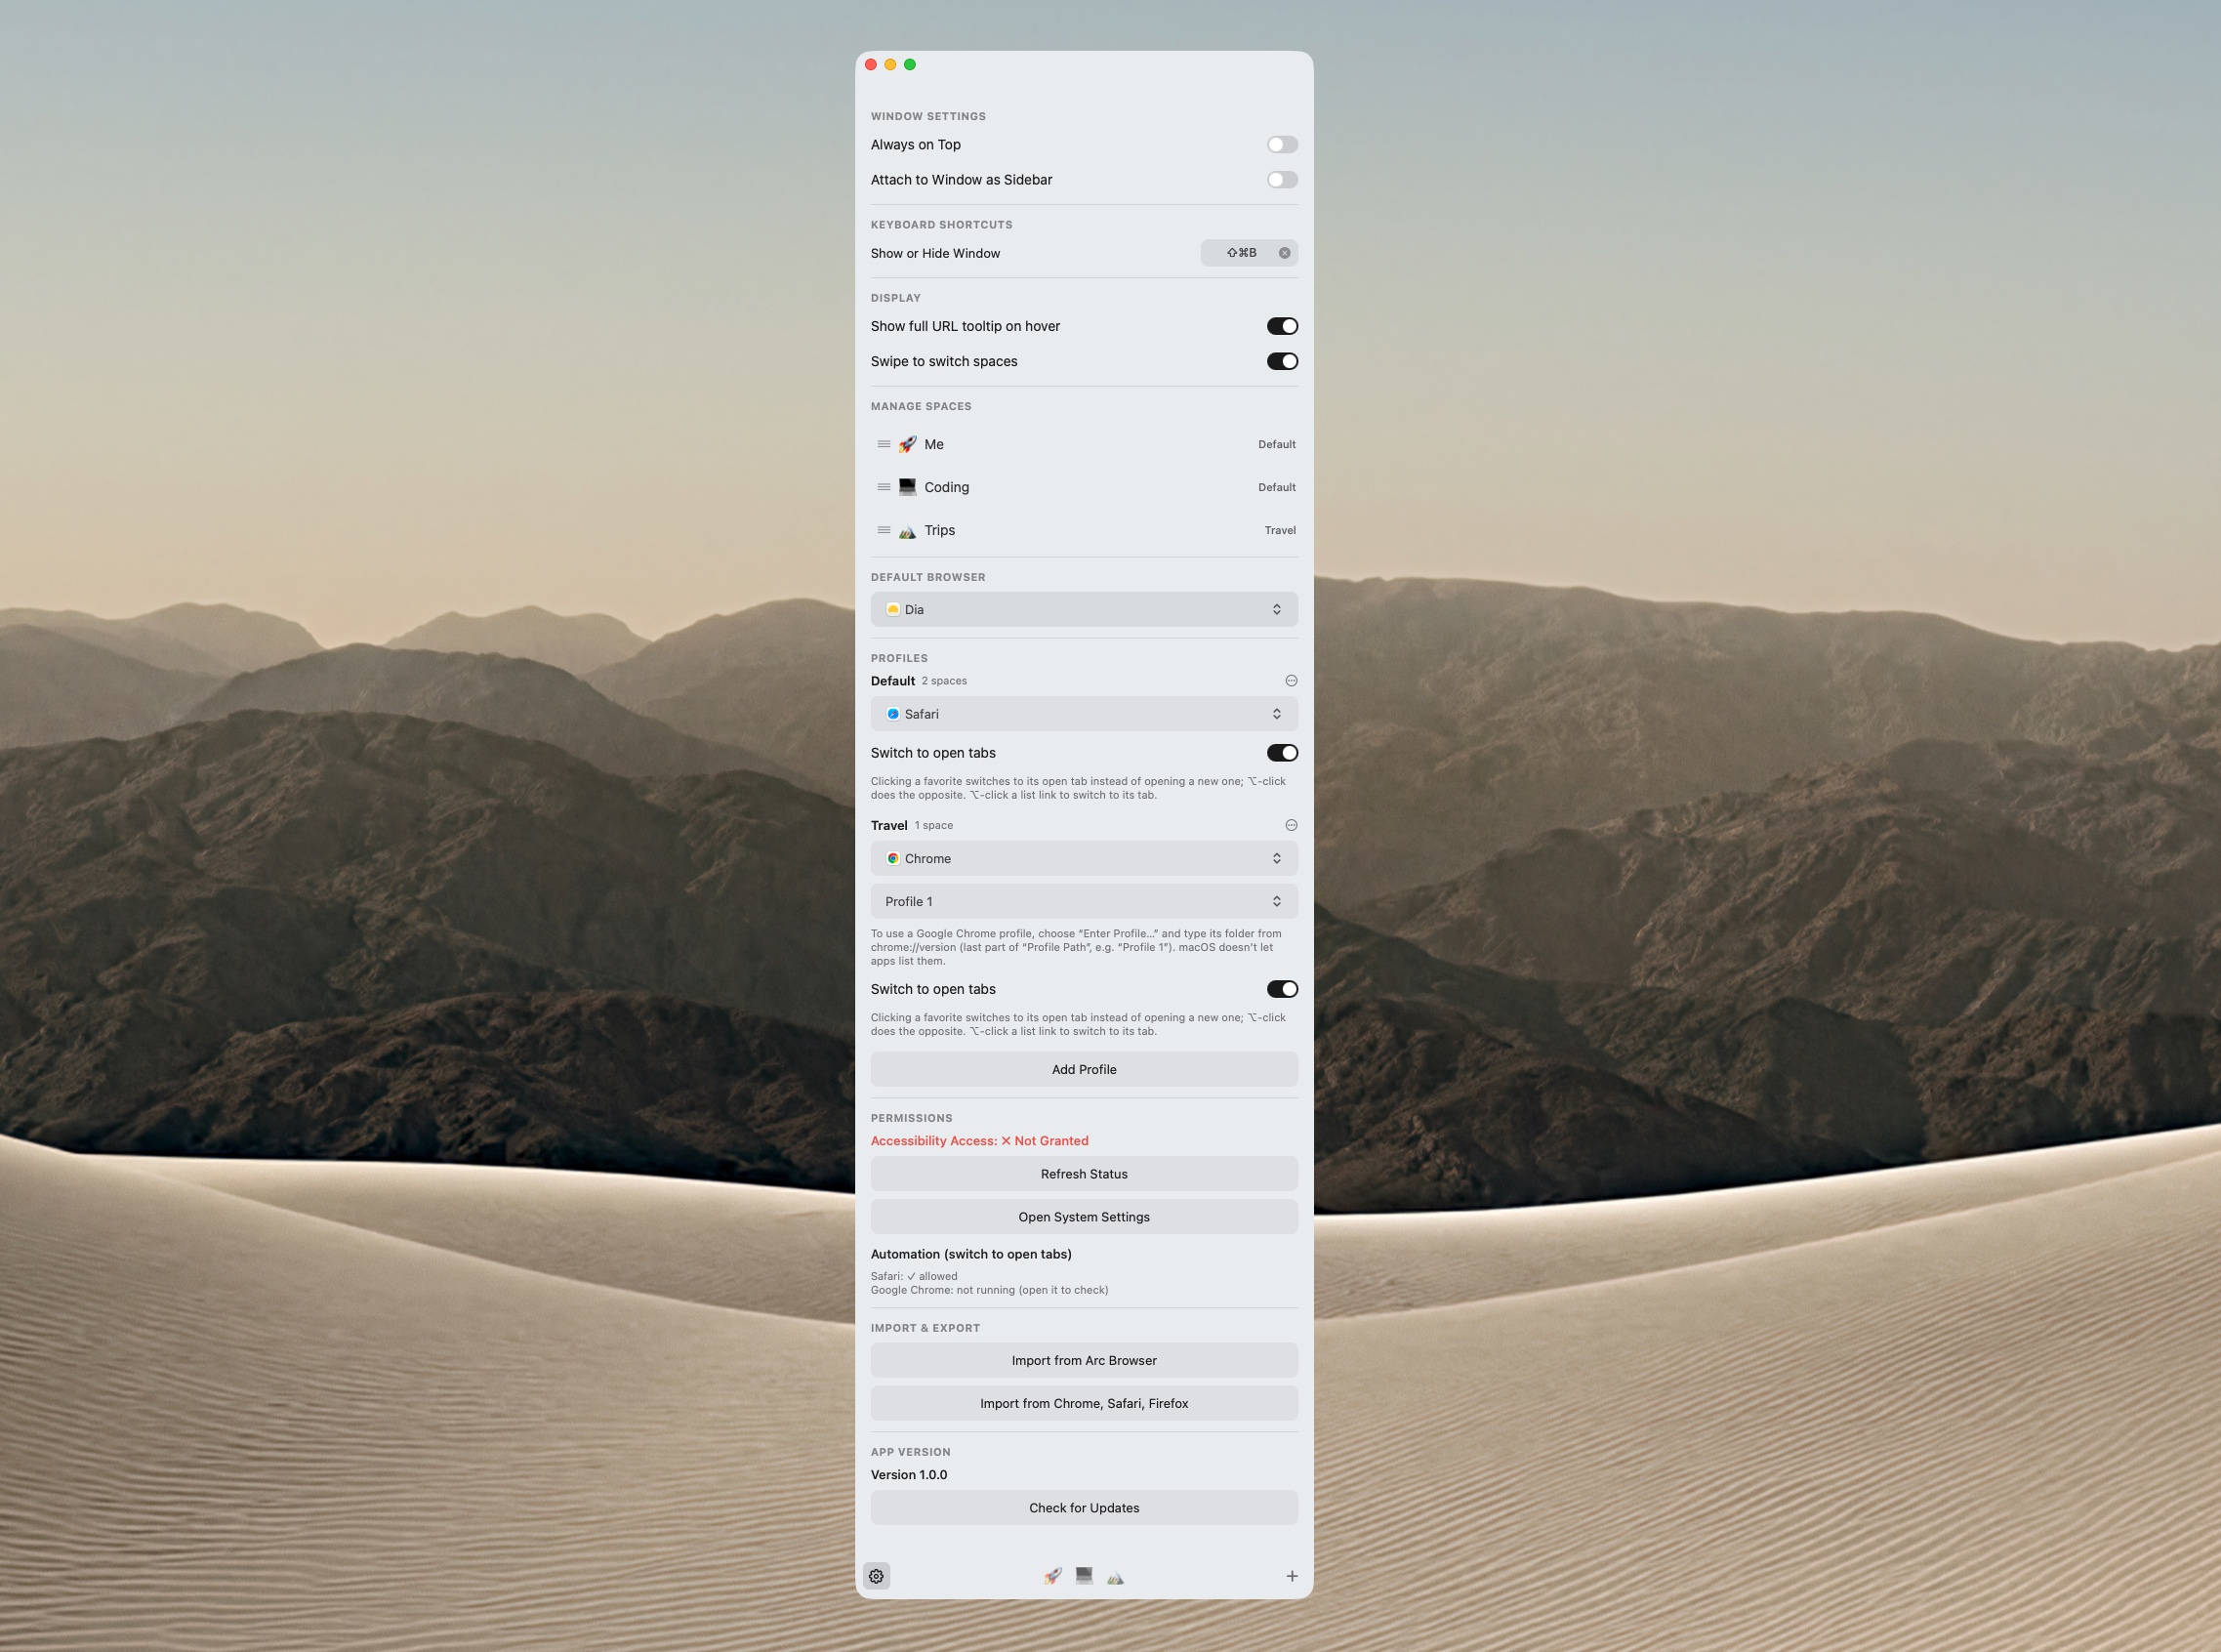 WINDOW SETTINGS
Always on Top
Attach to Window as Sidebar
KEYBOARD SHORTCUTS
Show or Hide Window
⇧⌘B
DISPLAY
Show full URL tooltip on hover
Swipe to switch spaces
MANAGE SPACES
Me
Default
Coding
Default
Trips
Travel
DEFAULT BROWSER
Dia
PROFILES
Default 2 spaces
Safari
Switch to open tabs
Clicking a favorite switches to its open tab instead of opening a new one; ⌥-click
does the opposite. ⌥-click a list link to switch to its tab.
Travel 1 space
Chrome
Profile 1
To use a Google Chrome profile, choose “Enter Profile…” and type its folder from
chrome://version (last part of “Profile Path”, e.g. “Profile 1”). macOS doesn’t let
apps list them.
Switch to open tabs
Clicking a favorite switches to its open tab instead of opening a new one; ⌥-click
does the opposite. ⌥-click a list link to switch to its tab.
Add Profile
PERMISSIONS
Accessibility Access: ✕ Not Granted
Refresh Status
Open System Settings
Automation (switch to open tabs)
Safari: ✓ allowed
Google Chrome: not running (open it to check)
IMPORT & EXPORT
Import from Arc Browser
Import from Chrome, Safari, Firefox
APP VERSION
Version 1.0.0
Check for Updates